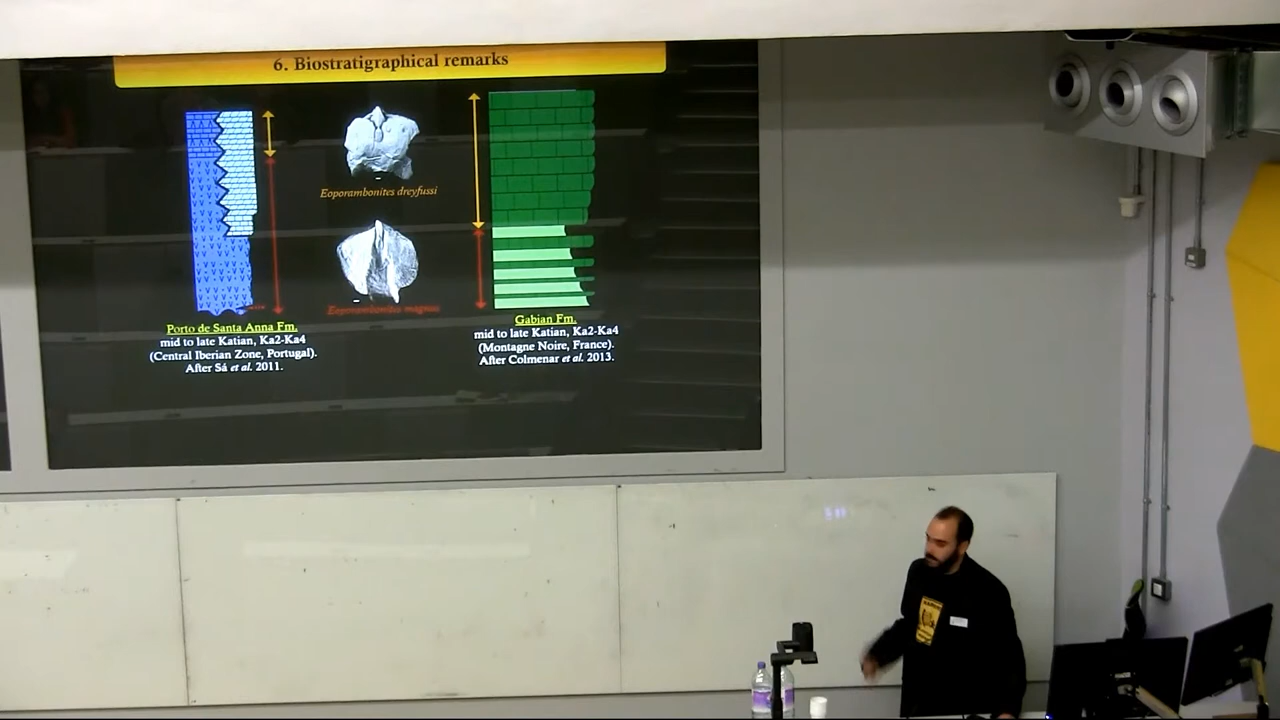 6. Biostratigraphical remarks
Eoporambonites dreyfussi
Eoporambonites magnus
Porto de Santa Anna Fm.
mid to late Katian, Ka2-Ka4
(Central Iberian Zone, Portugal).
After Sá et al. 2011.
Gabian Fm.
mid to late Katian, Ka2-Ka4
(Montagne Noire, France).
After Colmenar et al. 2013.